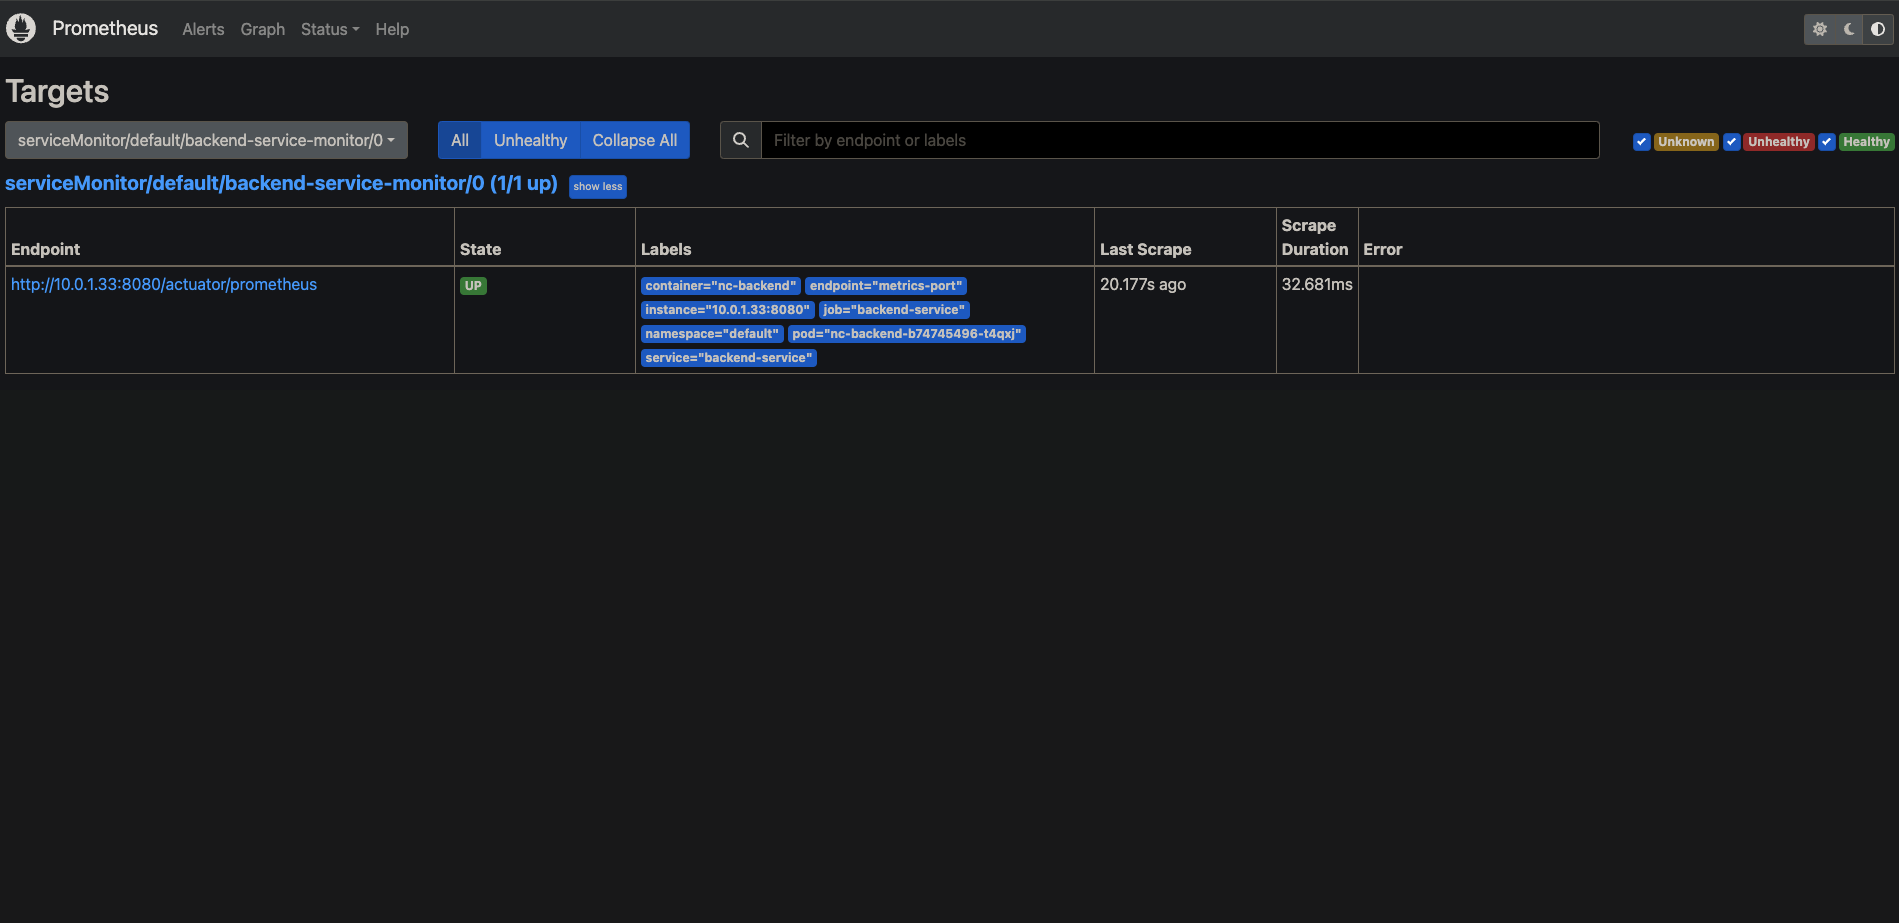 Prometheus Alerts Graph Status Help
Targets
serviceMonitor/default/backend-service-monitor/0 All Unhealthy Collapse All Filter by endpoint or labels Unknown Unhealthy Healthy
serviceMonitor/default/backend-service-monitor/0 (1/1 up) show less
Endpoint State Labels Last Scrape Scrape Duration Error
http://10.0.1.33:8080/actuator/prometheus UP container="nc-backend" endpoint="metrics-port" 20.177s ago 32.681ms
instance="10.0.1.33:8080" job="backend-service"
namespace="default" pod="nc-backend-b74745496-t4qxj"
service="backend-service"